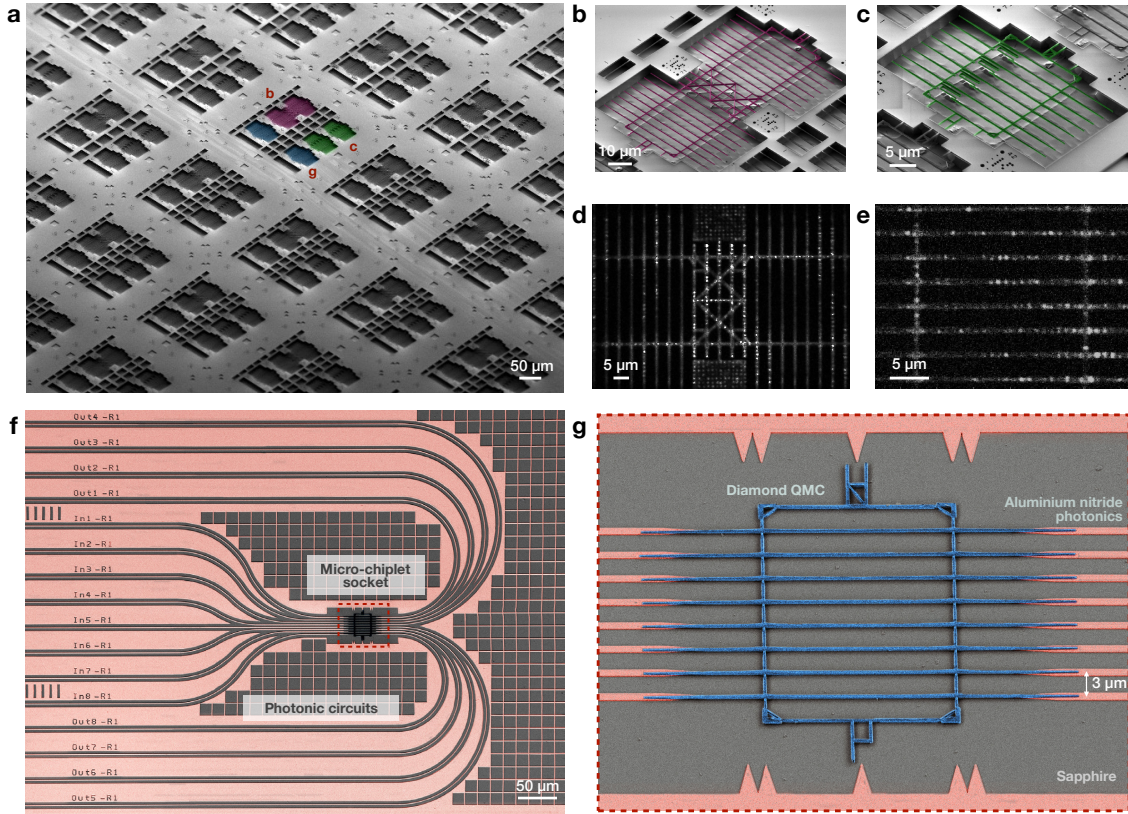 a
b
c
g
50 µm
b
10 µm
c
5 µm
d
5 µm
e
5 µm
f
Out4-R1
Out3-R1
Out2-R1
Out1-R1
In1-R1
In2-R1
In3-R1
In4-R1
In5-R1
In6-R1
In7-R1
In8-R1
Out8-R1
Out7-R1
Out6-R1
Out5-R1
Micro-chiplet
socket
Photonic circuits
50 µm
g
Diamond QMC
Aluminium nitride
photonics
3 µm
Sapphire